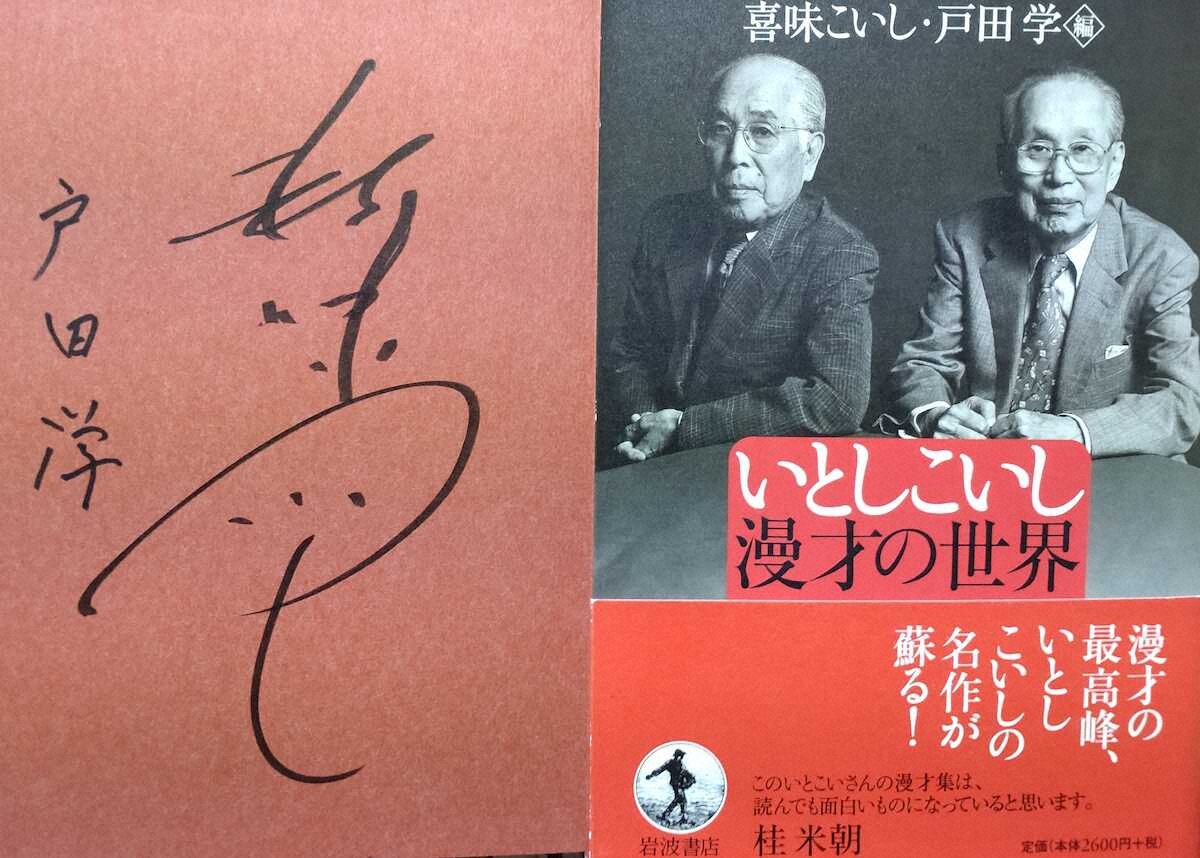 戸田学
喜味こいし・戸田 学 編
いとしこいし
漫才の世界
漫才の
最高峰、
いとし
こいしの
名作が
蘇る!
このいとこいさんの漫才集は、
読んでも面白いものになっていると思います。
桂 米朝
岩波書店
定価(本体2600円+税)